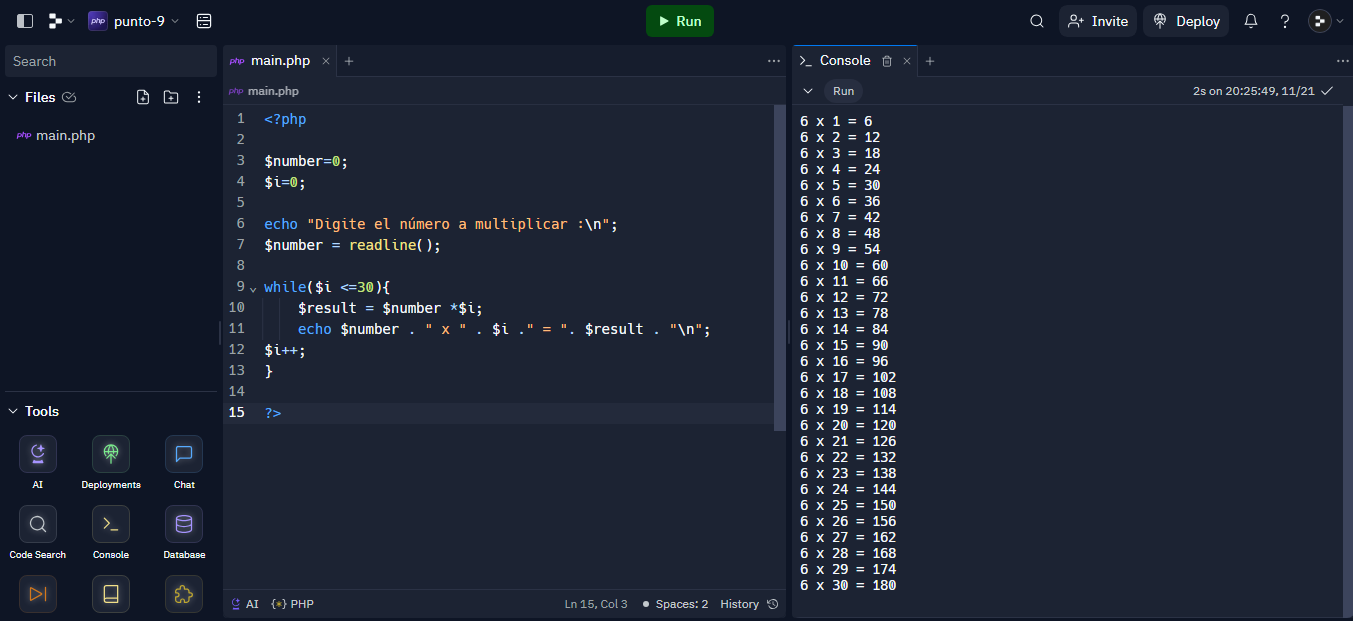 php punto-9
Run
Invite
Deploy
?
Search
Files
php main.php
Tools
AI
Deployments
Chat
Code Search
Console
Database
php main.php
php main.php
1 <?php
2
3 $number=0;
4 $i=0;
5
6 echo "Digite el número a multiplicar :\n";
7 $number = readline();
8
9 while($i <=30){
10 $result = $number *$i;
11 echo $number . " x " . $i ." = ". $result . "\n";
12 $i++;
13 }
14
15 ?>
AI {*} PHP
Ln 15, Col 3
Spaces: 2
History
Console
Run
2s on 20:25:49, 11/21
6 x 1 = 6
6 x 2 = 12
6 x 3 = 18
6 x 4 = 24
6 x 5 = 30
6 x 6 = 36
6 x 7 = 42
6 x 8 = 48
6 x 9 = 54
6 x 10 = 60
6 x 11 = 66
6 x 12 = 72
6 x 13 = 78
6 x 14 = 84
6 x 15 = 90
6 x 16 = 96
6 x 17 = 102
6 x 18 = 108
6 x 19 = 114
6 x 20 = 120
6 x 21 = 126
6 x 22 = 132
6 x 23 = 138
6 x 24 = 144
6 x 25 = 150
6 x 26 = 156
6 x 27 = 162
6 x 28 = 168
6 x 29 = 174
6 x 30 = 180